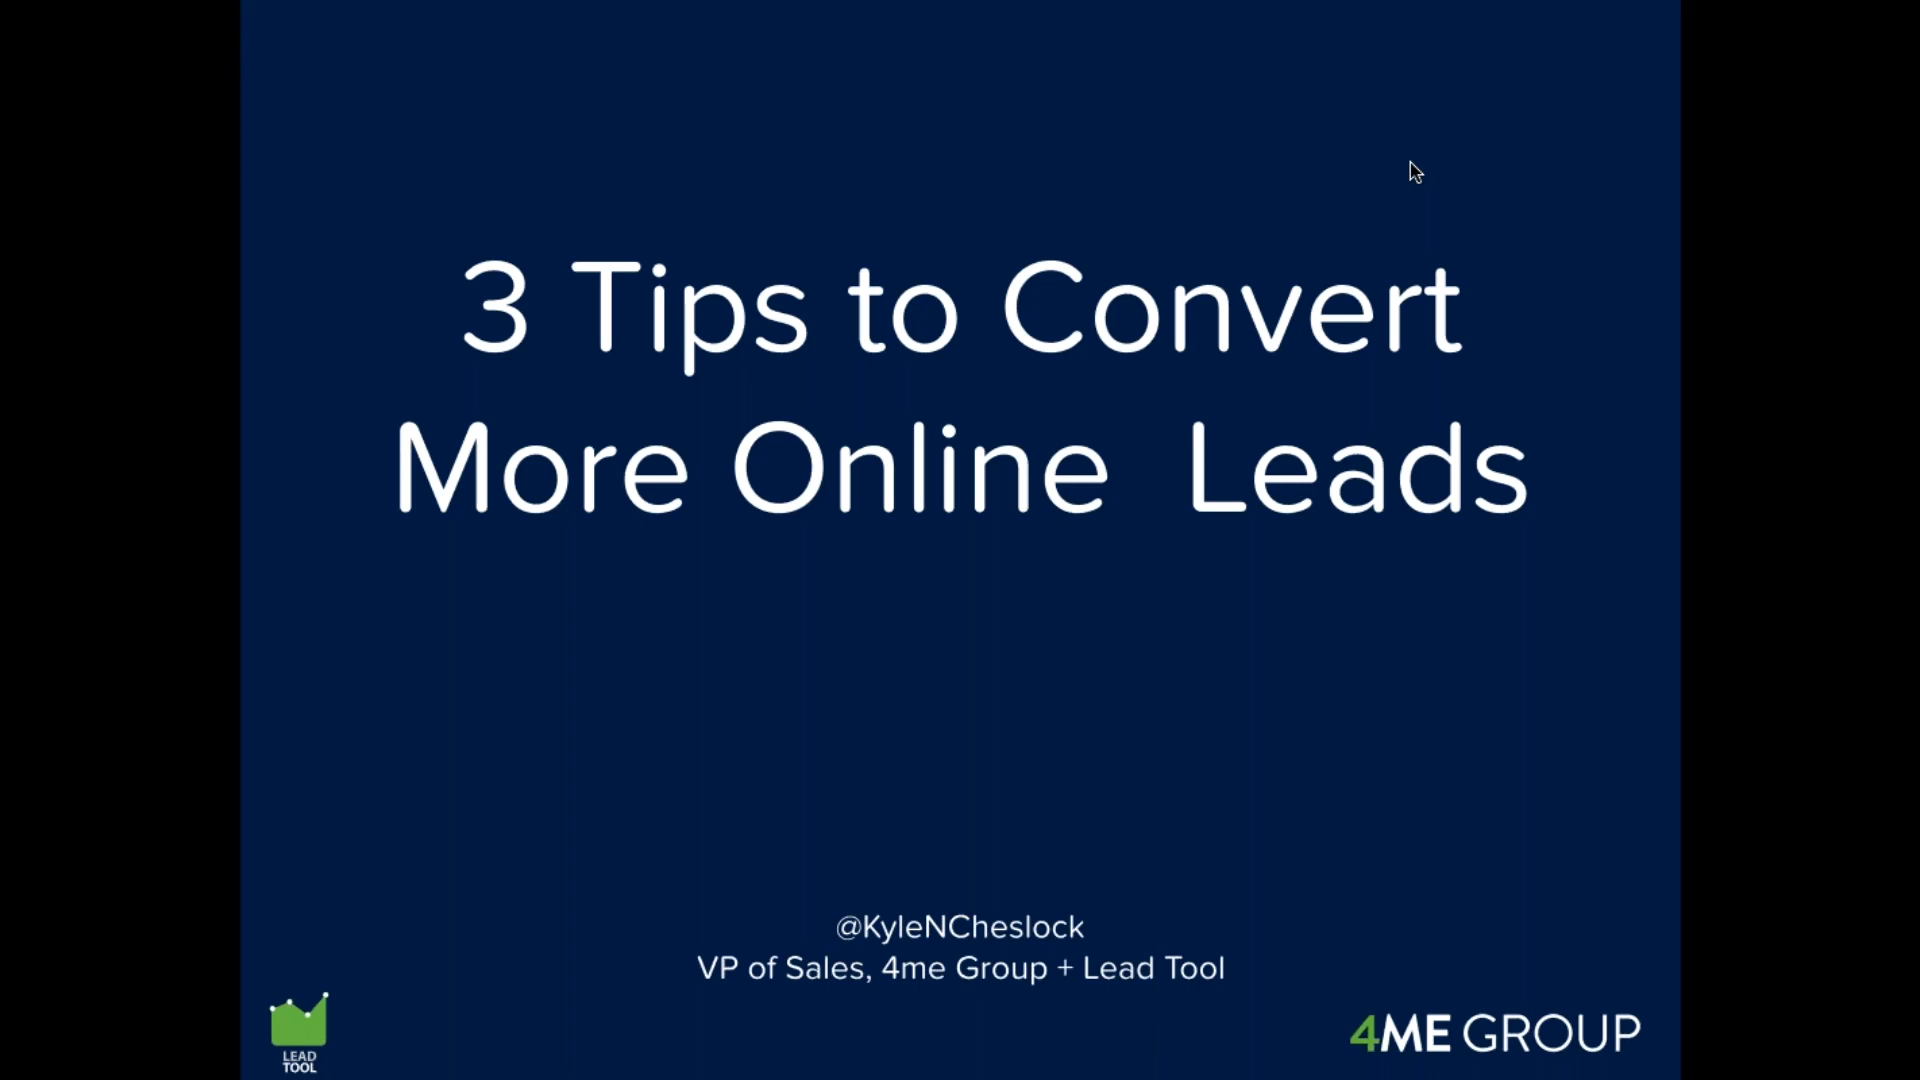 3 Tips to Convert
More Online  Leads
@KyleNCheslock
VP of Sales, 4me Group + Lead Tool
LEAD
TOOL
4ME GROUP